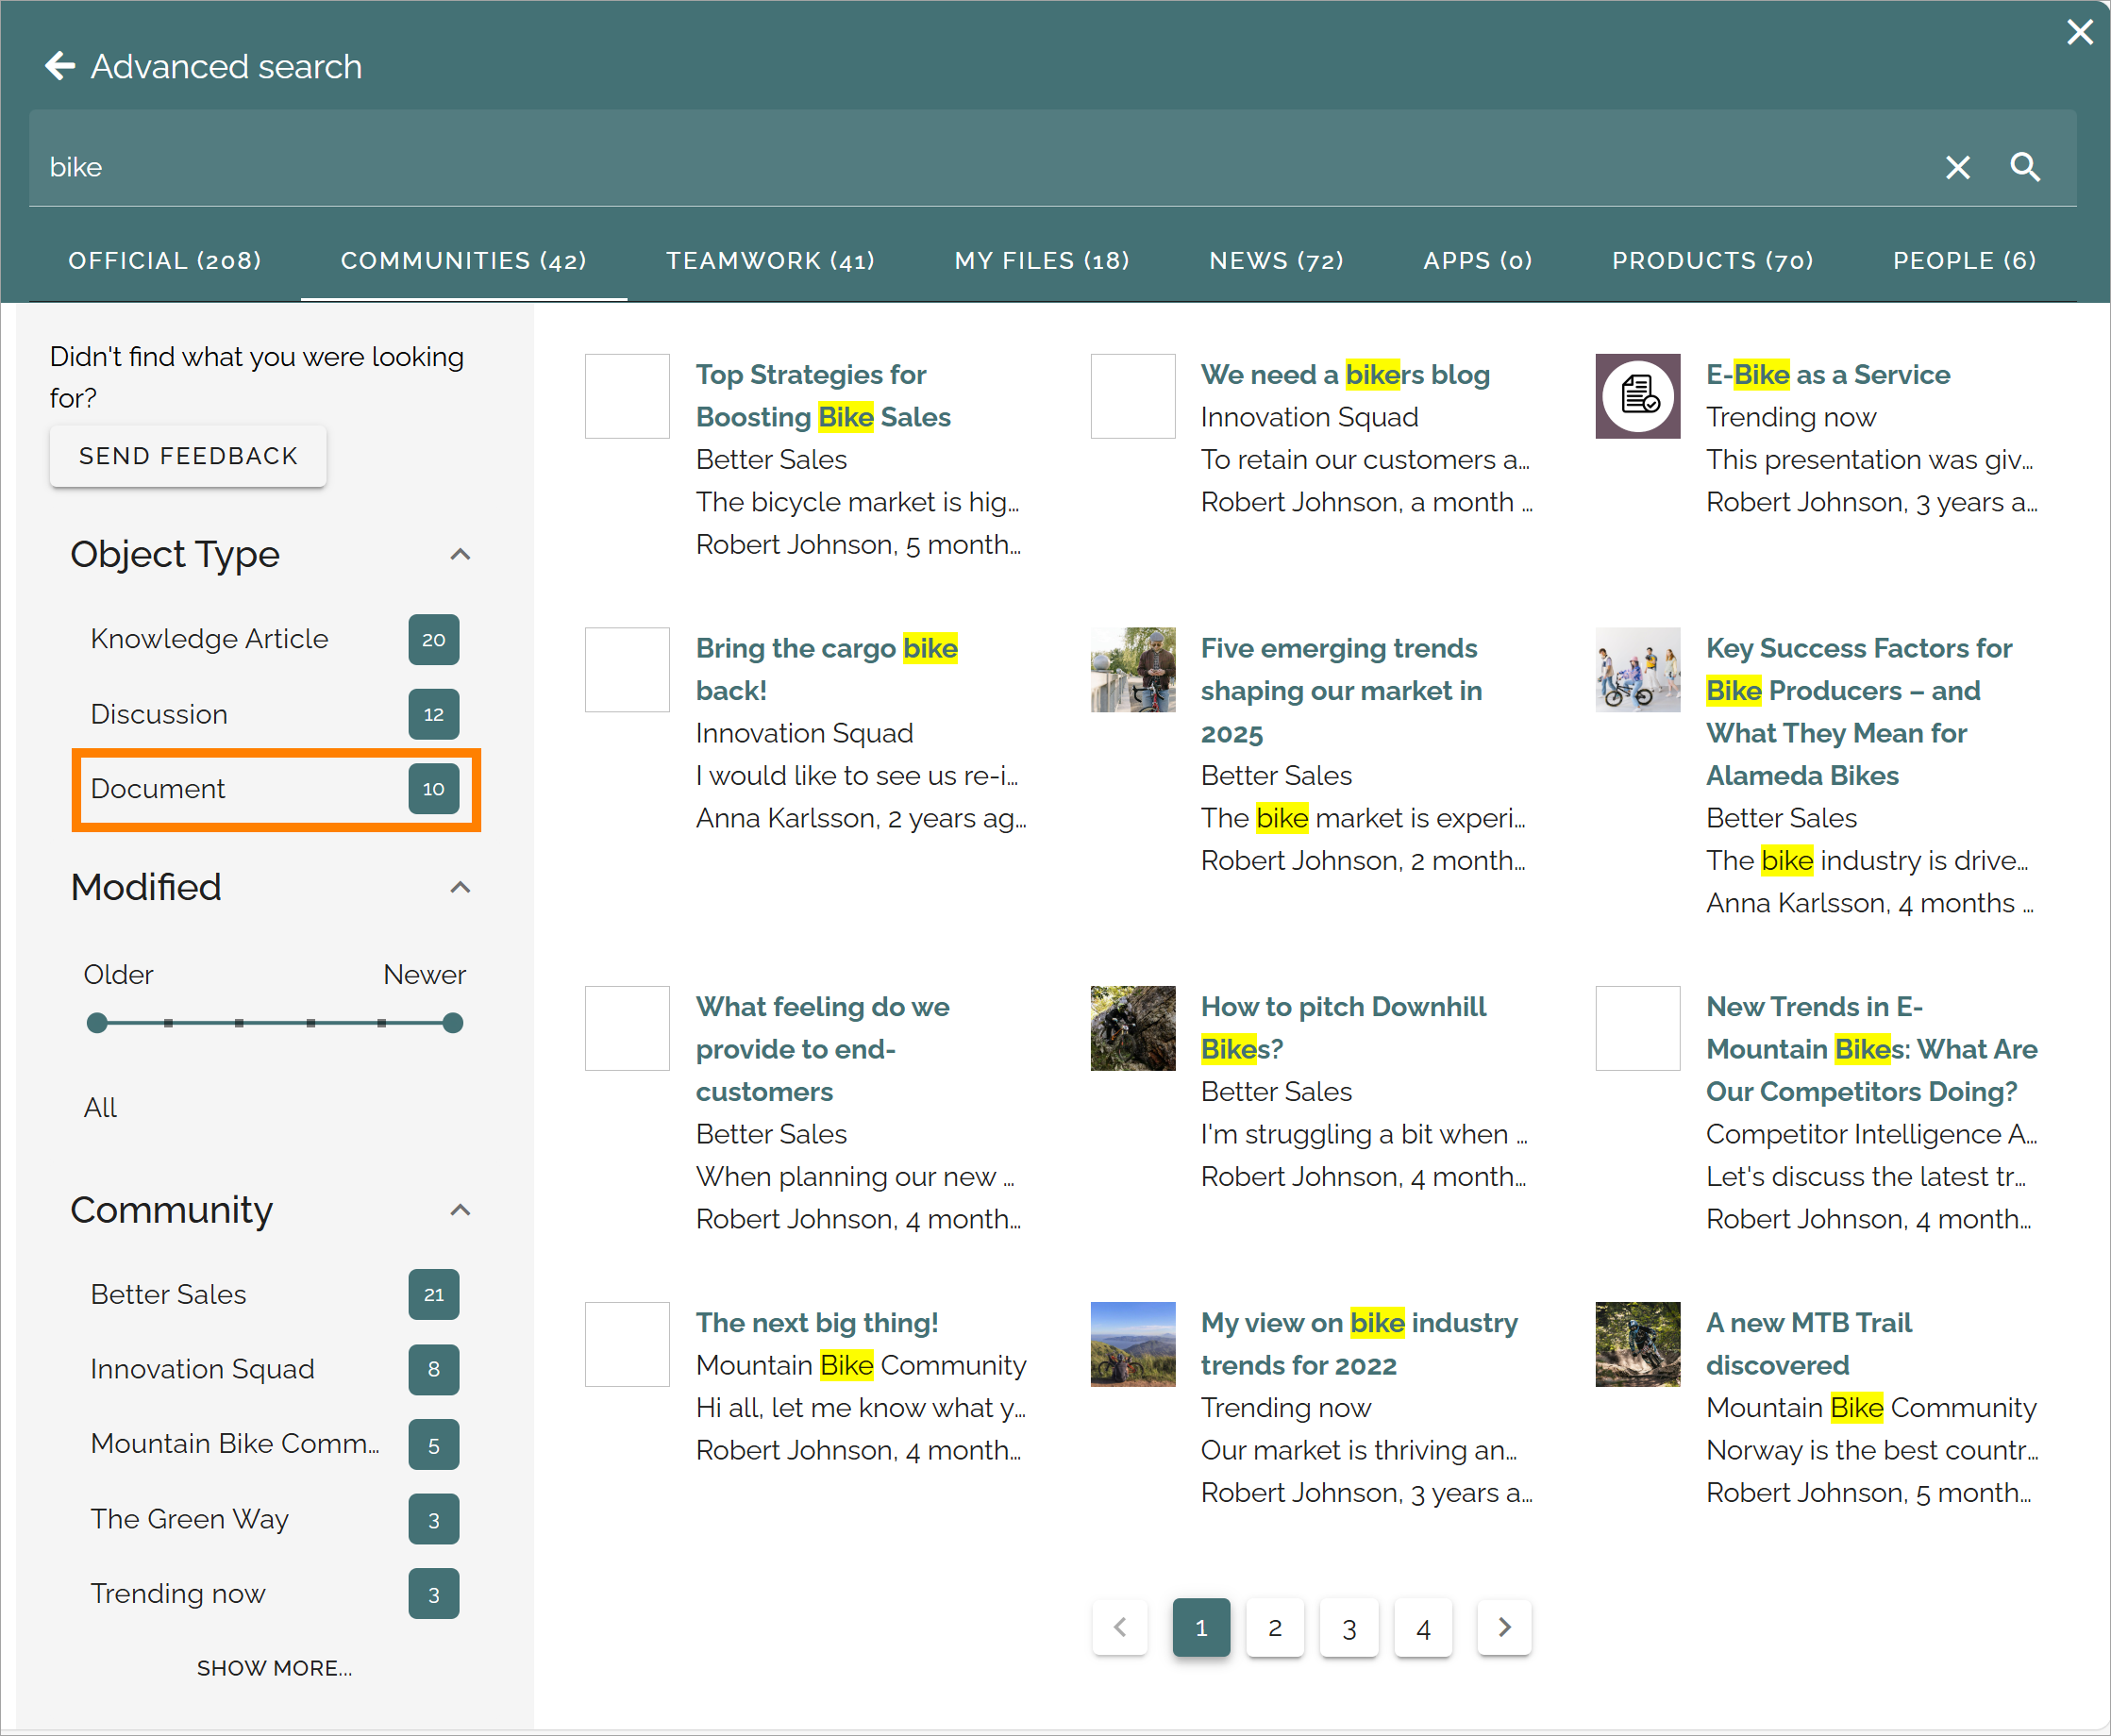 Advanced search
bike
OFFICIAL (208)
COMMUNITIES (42)
TEAMWORK (41)
MY FILES (18)
NEWS (72)
APPS (0)
PRODUCTS (70)
PEOPLE (6)
Didn't find what you were looking
for?
SEND FEEDBACK
Object Type
Knowledge Article 20
Discussion 12
Document 10
Modified
Older Newer
All
Community
Better Sales 21
Innovation Squad 8
Mountain Bike Comm... 5
The Green Way 3
Trending now 3
SHOW MORE...
Top Strategies for
Boosting Bike Sales
Better Sales
The bicycle market is hig...
Robert Johnson, 5 month...
We need a bikers blog
Innovation Squad
To retain our customers a...
Robert Johnson, a month ...
E-Bike as a Service
Trending now
This presentation was giv...
Robert Johnson, 3 years a...
Bring the cargo bike
back!
Innovation Squad
I would like to see us re-i...
Anna Karlsson, 2 years ag...
Five emerging trends
shaping our market in
2025
Better Sales
The bike market is experi...
Robert Johnson, 2 month...
Key Success Factors for
Bike Producers – and
What They Mean for
Alameda Bikes
Better Sales
The bike industry is drive...
Anna Karlsson, 4 months ...
What feeling do we
provide to end-
customers
Better Sales
When planning our new ...
Robert Johnson, 4 month...
How to pitch Downhill
Bikes?
Better Sales
I'm struggling a bit when ...
Robert Johnson, 4 month...
New Trends in E-
Mountain Bikes: What Are
Our Competitors Doing?
Competitor Intelligence A...
Let's discuss the latest tr...
Robert Johnson, 4 month...
The next big thing!
Mountain Bike Community
Hi all, let me know what y...
Robert Johnson, 4 month...
My view on bike industry
trends for 2022
Trending now
Our market is thriving an...
Robert Johnson, 3 years a...
A new MTB Trail
discovered
Mountain Bike Community
Norway is the best countr...
Robert Johnson, 5 month...
1 2 3 4